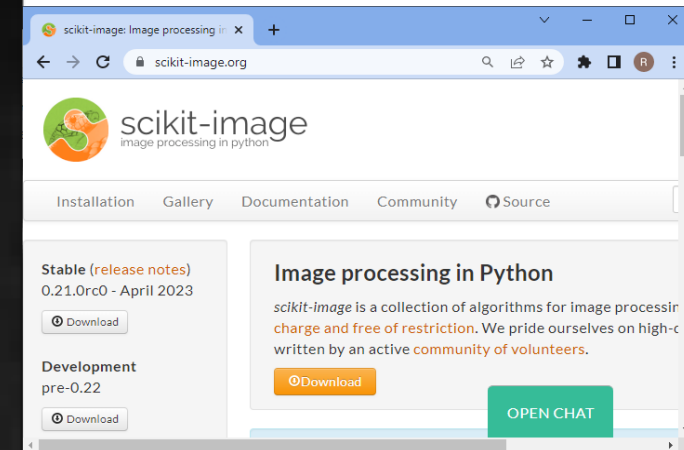 scikit-image: Image processing in
scikit-image.org
R
scikit-image
image processing in python
Installation
Gallery
Documentation
Community
Source
Stable (release notes)
0.21.0rc0 - April 2023
Download
Development
pre-0.22
Download
Image processing in Python
scikit-image is a collection of algorithms for image processin
charge and free of restriction. We pride ourselves on high-
written by an active community of volunteers.
Download
OPEN CHAT